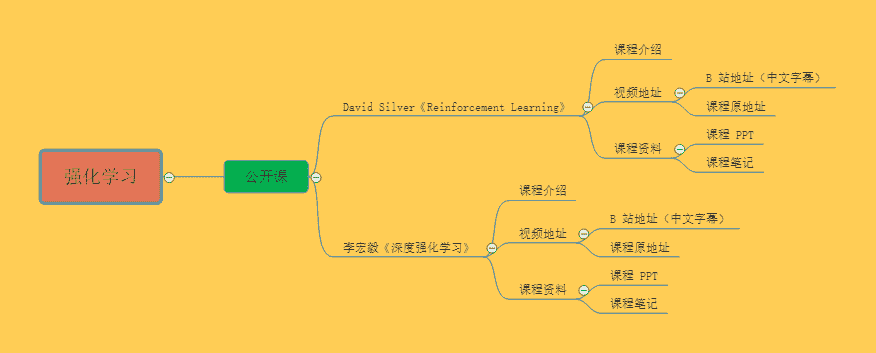 强化学习
公开课
David Silver《Reinforcement Learning》
课程介绍
视频地址
B 站地址（中文字幕）
课程原地址
课程资料
课程 PPT
课程笔记
李宏毅《深度强化学习》
课程介绍
视频地址
B 站地址（中文字幕）
课程原地址
课程资料
课程 PPT
课程笔记